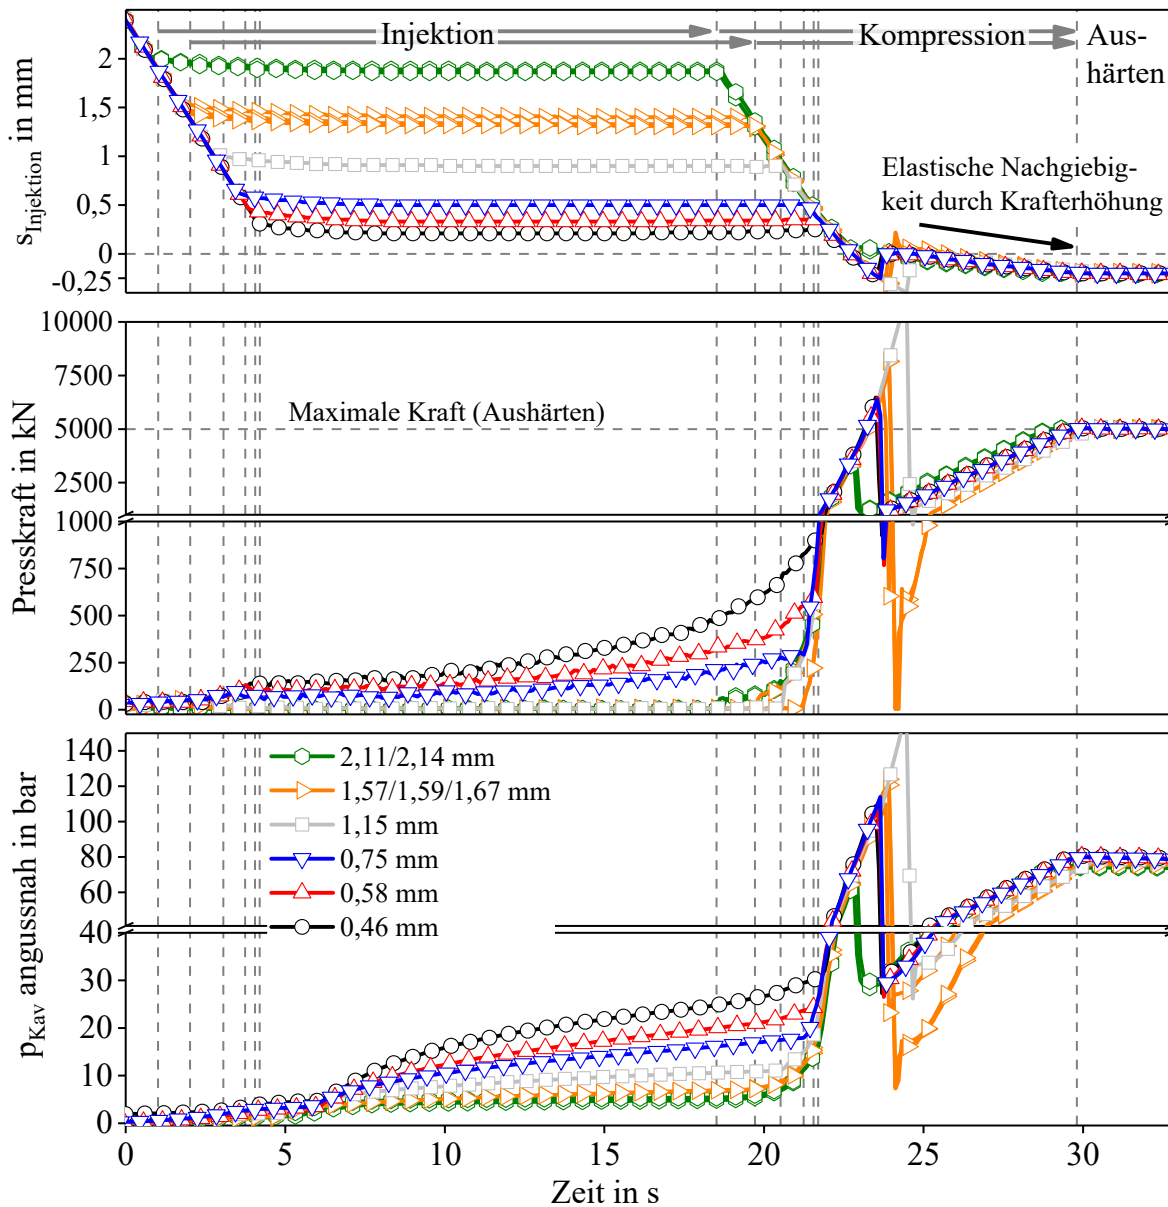 Injektion
Kompression
Aus-
härten
s_Injektion in mm
2
1,5
1
0,5
0
-0,25
Elastische Nachgiebig-
keit durch Krafterhöhung
Presskraft in kN
10000
7500
5000
2500
1000
750
500
250
0
Maximale Kraft (Aushärten)
p_Kav angussnah in bar
140
120
100
80
60
40
30
20
10
0
2,11/2,14 mm
1,57/1,59/1,67 mm
1,15 mm
0,75 mm
0,58 mm
0,46 mm
0 5 10 15 20 25 30
Zeit in s